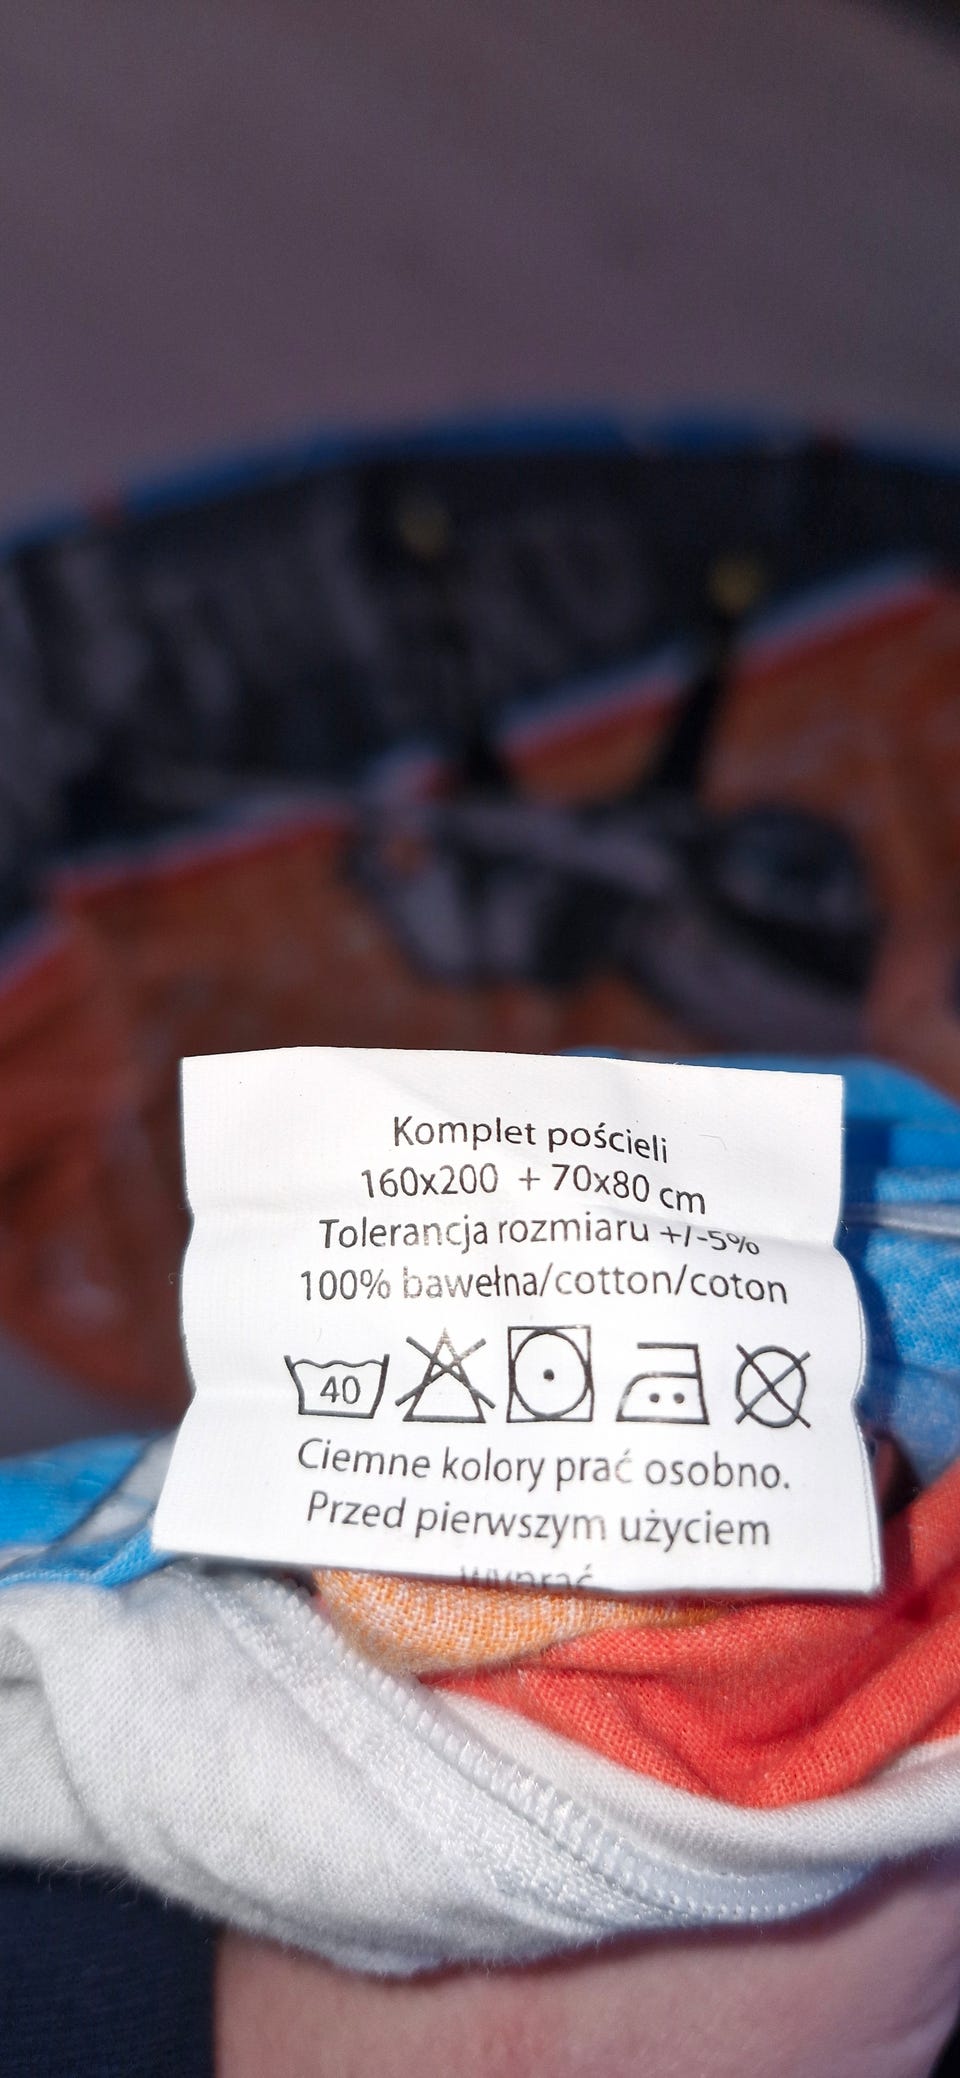 Komplet pościeli
160x200 + 70x80 cm
Tolerancja rozmiaru +/-5%
100% bawełna/cotton/coton
40
Ciemne kolory prać osobno.
Przed pierwszym użyciem
wyprać